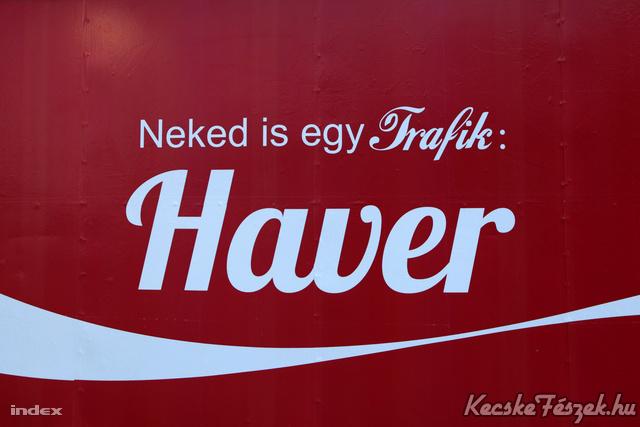 Neked is egy Trafik:
Haver
index
KecskeFészek.hu